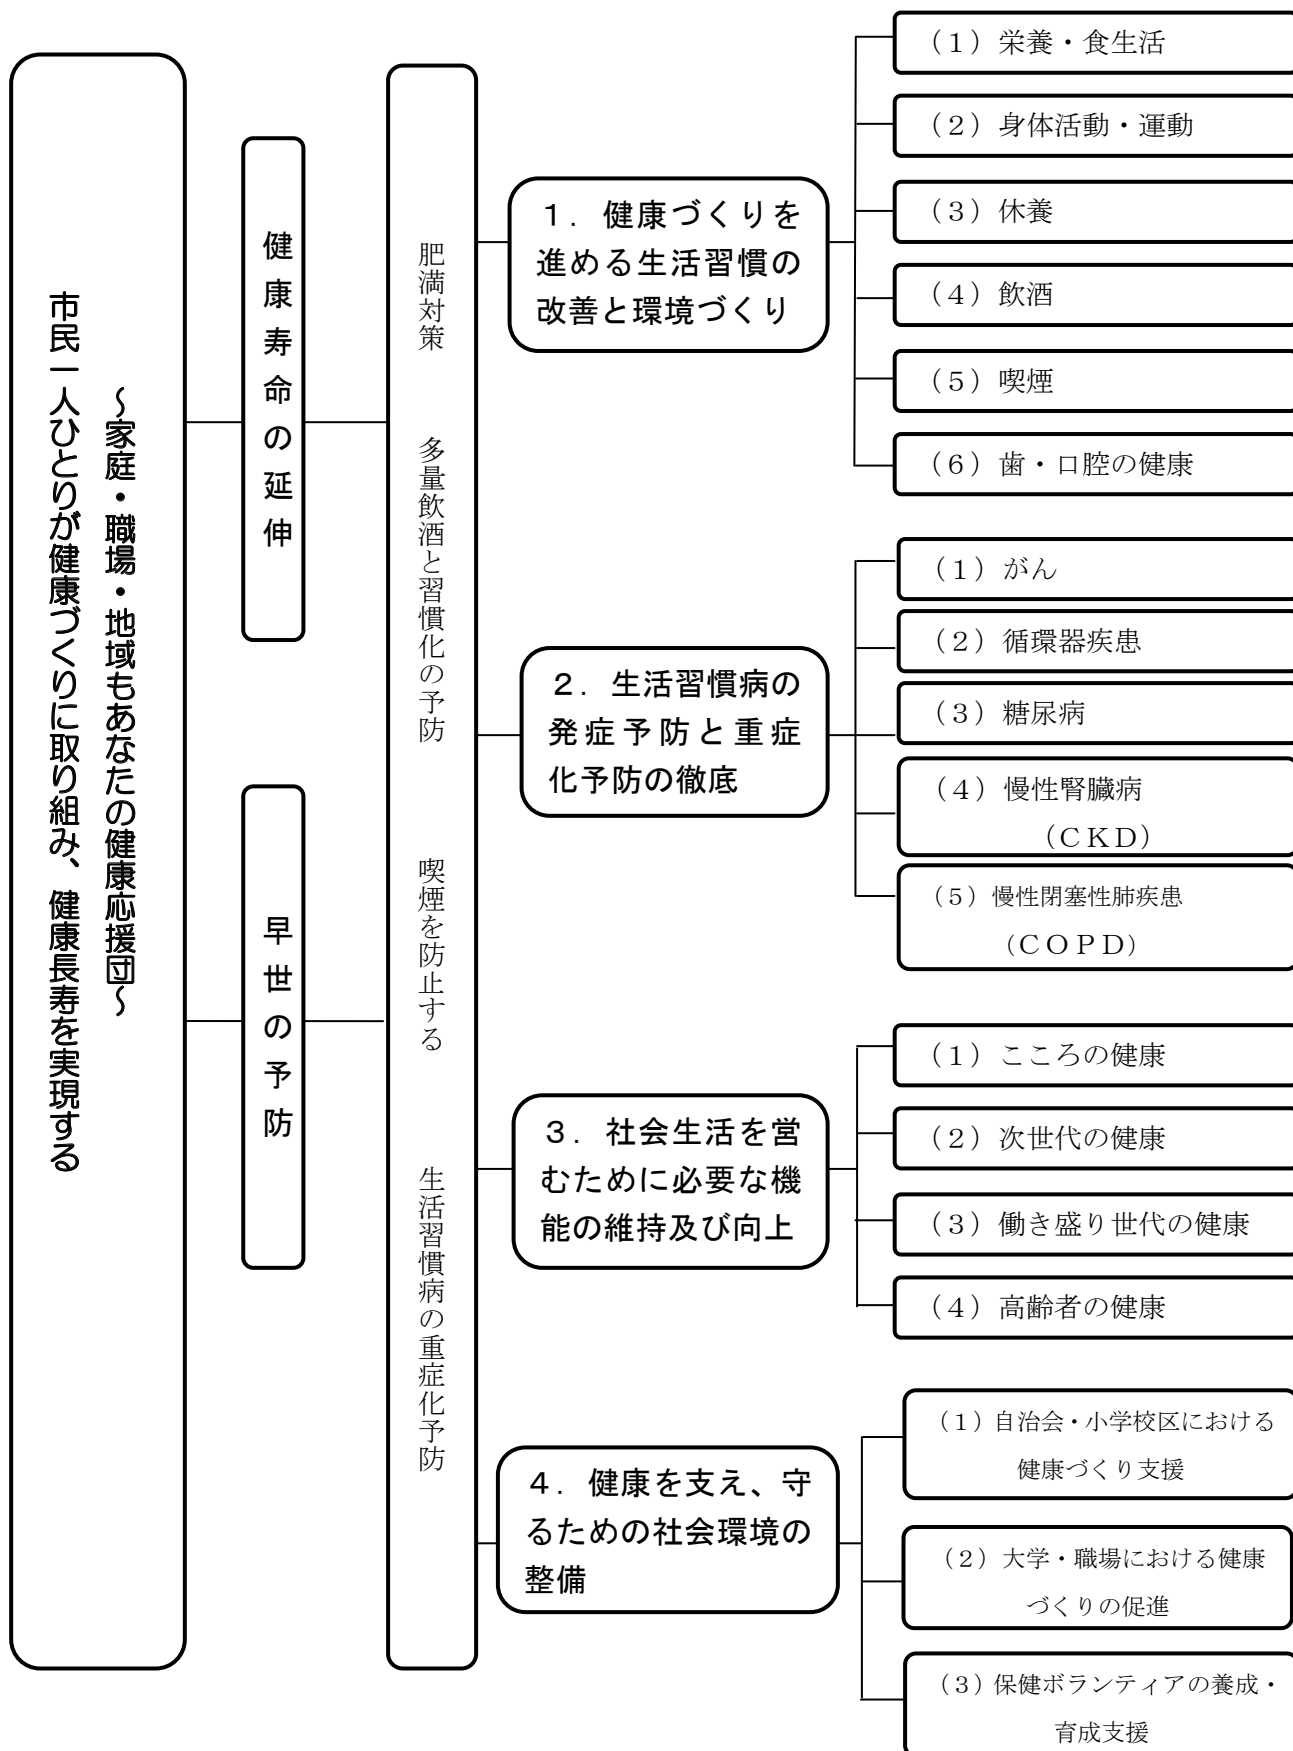 市民一人ひとりが健康づくりに取り組み、健康長寿を実現する
～家庭・職場・地域もあなたの健康応援団～
健康寿命の延伸
早世の予防
肥満対策
多量飲酒と習慣化の予防
喫煙を防止する
生活習慣病の重症化予防
１．健康づくりを
進める生活習慣の
改善と環境づくり
（１）栄養・食生活
（２）身体活動・運動
（３）休養
（４）飲酒
（５）喫煙
（６）歯・口腔の健康
２．生活習慣病の
発症予防と重症
化予防の徹底
（１）がん
（２）循環器疾患
（３）糖尿病
（４）慢性腎臓病
（ＣＫＤ）
（５）慢性閉塞性肺疾患
（ＣＯＰＤ）
３．社会生活を営
むために必要な機
能の維持及び向上
（１）こころの健康
（２）次世代の健康
（３）働き盛り世代の健康
（４）高齢者の健康
４．健康を支え、守
るための社会環境の
整備
（１）自治会・小学校区における
健康づくり支援
（２）大学・職場における健康
づくりの促進
（３）保健ボランティアの養成・
育成支援